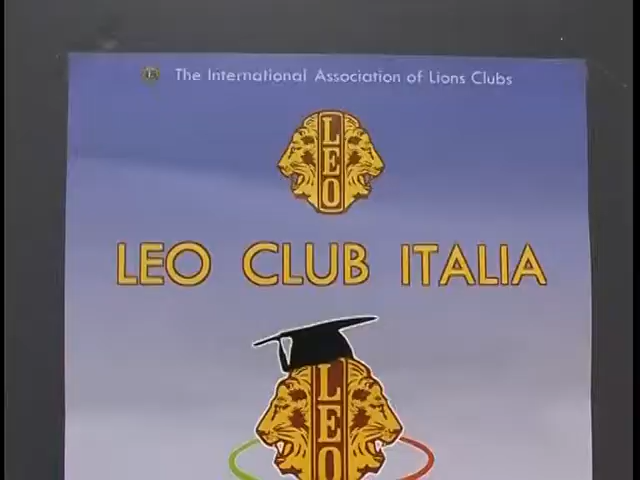 The International Association of Lions Clubs
LEO
LEO CLUB ITALIA
LEO